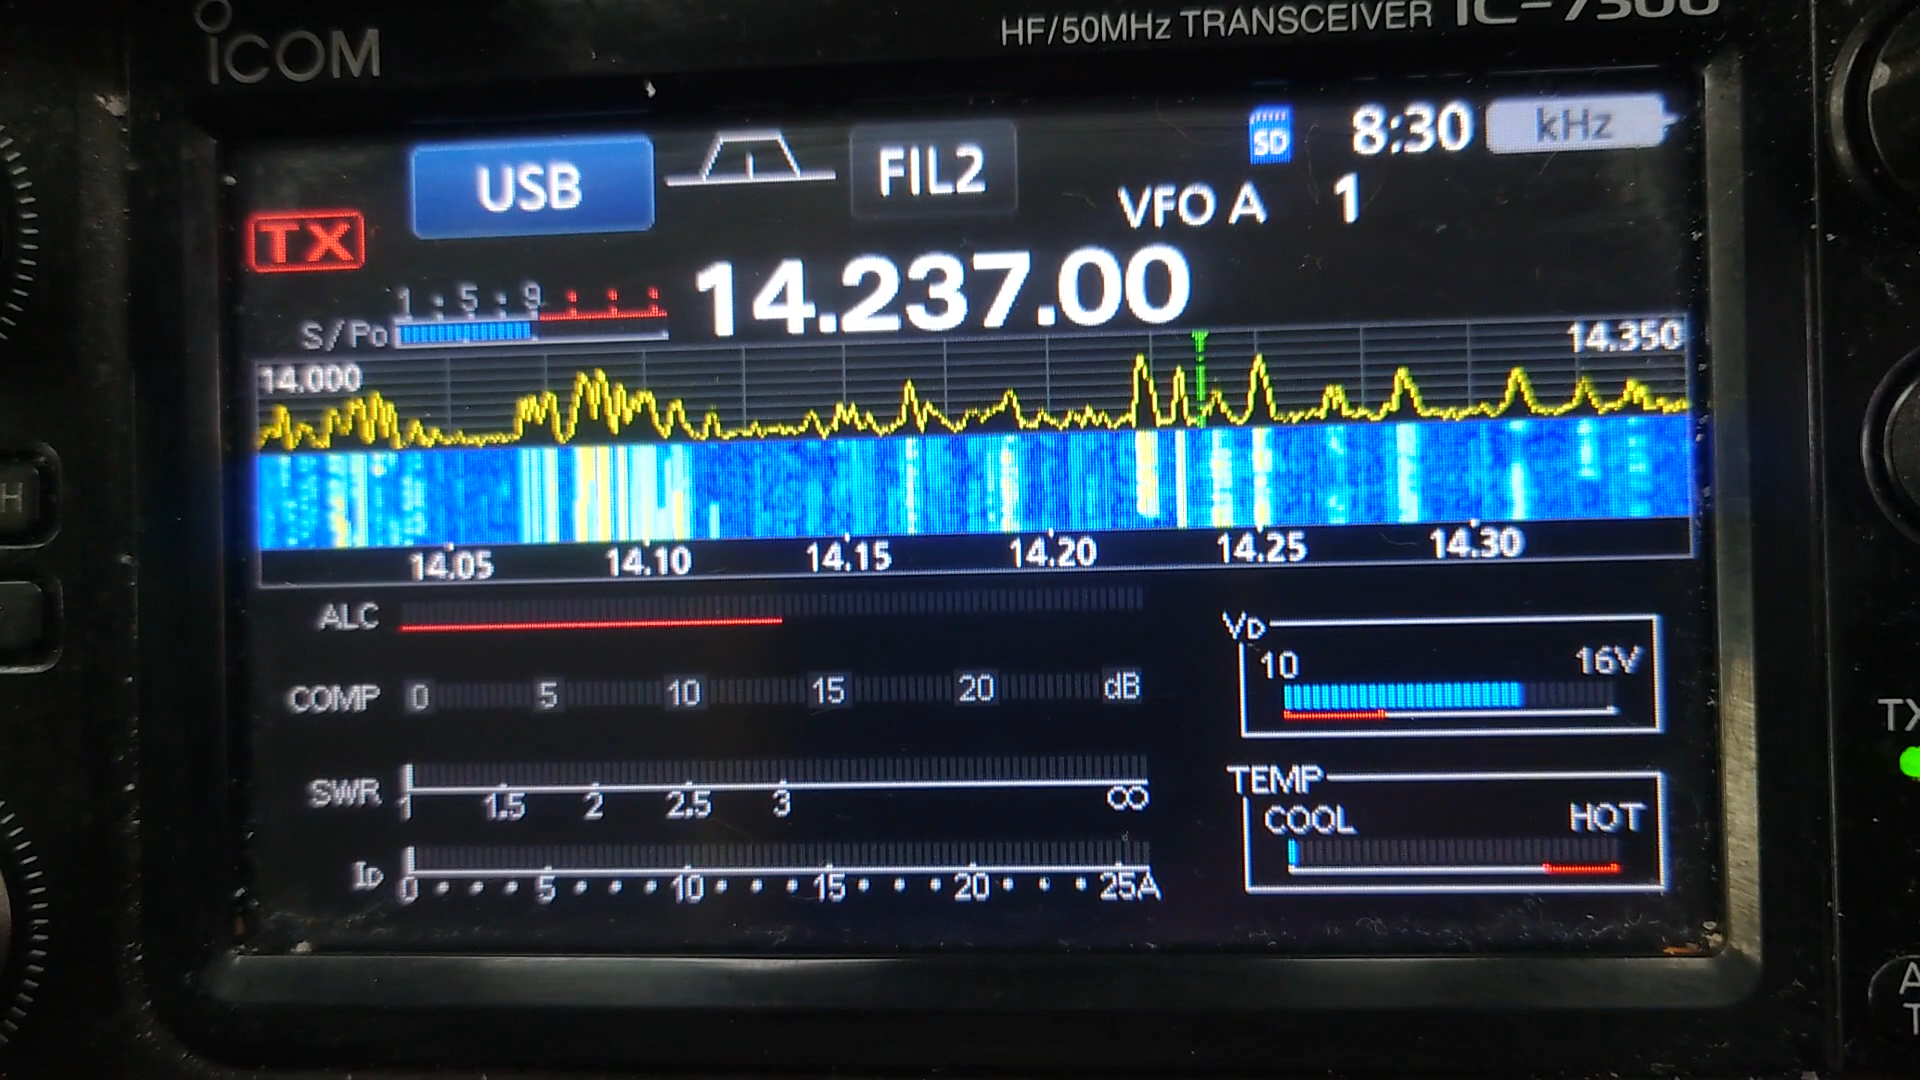 ICOM
HF/50MHz TRANSCEIVER IC-7300
USB
FIL2
SD
8:30
kHz
VFO A 1
TX
1 : 5 : 9
S/Po
14.237.00
14.000
14.350
14.05 14.10 14.15 14.20 14.25 14.30
ALC
COMP 0 5 10 15 20 dB
SWR 1 1.5 2 2.5 3 ∞
ID 0 5 10 15 20 25A
VD
10 16V
TEMP
COOL HOT
H
TX